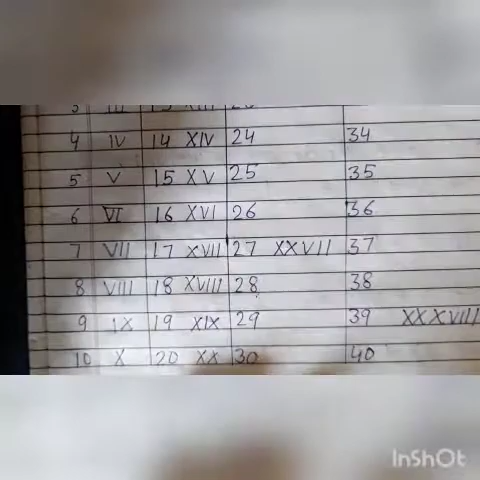 4 IV 14 XIV 24 34
5 V 15 XV 25 35
6 VI 16 XVI 26 36
7 VII 17 XVII 27 XXVII 37
8 VIII 18 XVIII 28 38
9 IX 19 XIX 29 39 XXXVIII
10 X 20 XX 30 40
InShOt